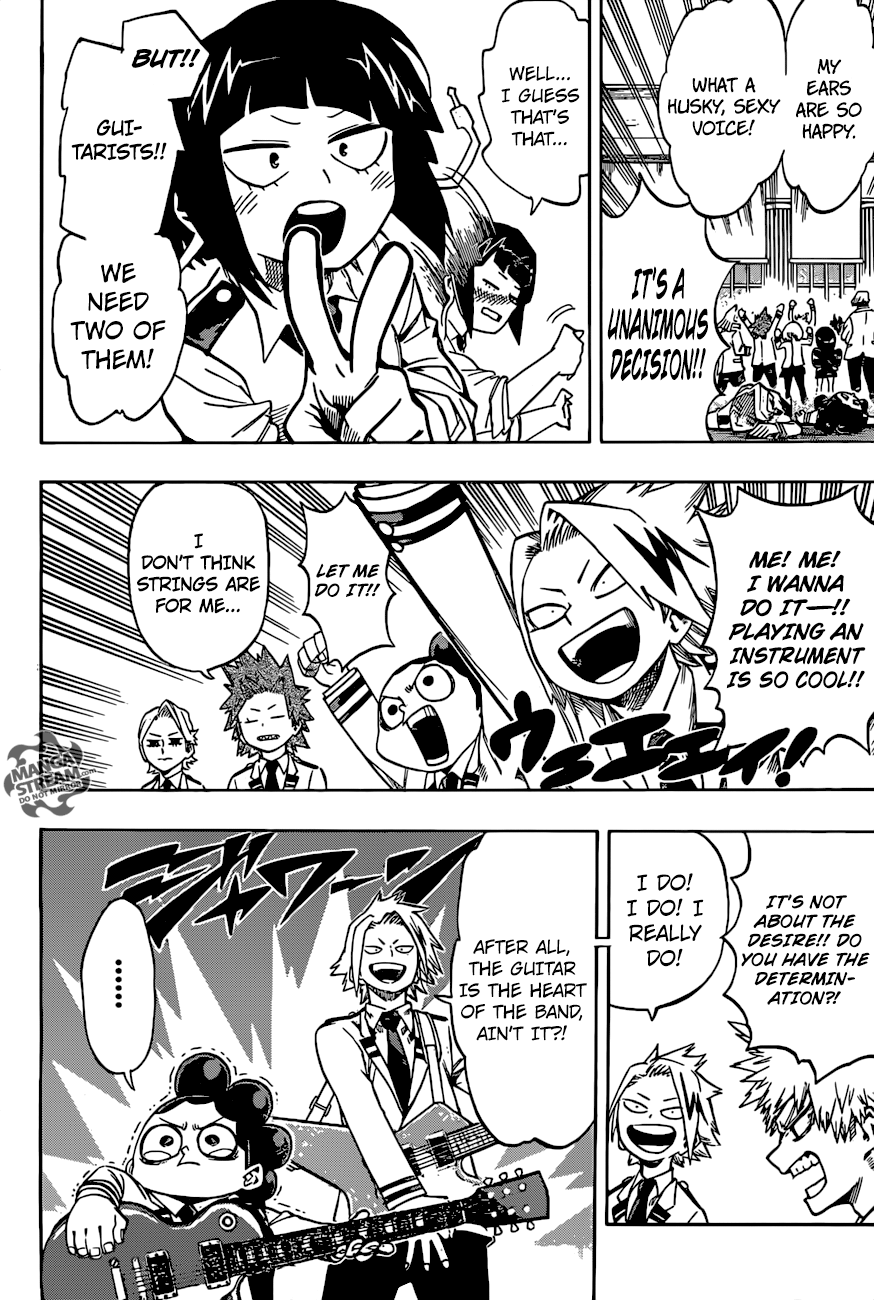 MY
EARS
ARE SO
HAPPY.
WHAT A
HUSKY, SEXY
VOICE!
IT'S A
UNANIMOUS
DECISION!!
WELL...
I GUESS
THAT'S
THAT...
BUT!!
GUI-
TARISTS!!
WE
NEED
TWO OF
THEM!
ME! ME!
I WANNA
DO IT—!!
PLAYING AN
INSTRUMENT
IS SO COOL!!
ウェエエェイ!
LET ME
DO IT!!
I
DON'T THINK
STRINGS ARE
FOR ME...
MANGA
STREAM.com
DO NOT MIRROR
IT'S NOT
ABOUT THE
DESIRE!! DO
YOU HAVE THE
DETERMIN-
ATION?!
I DO!
I DO! I
REALLY
DO!
AFTER ALL,
THE GUITAR
IS THE HEART
OF THE BAND,
AIN'T IT?!
ジャワーン
......